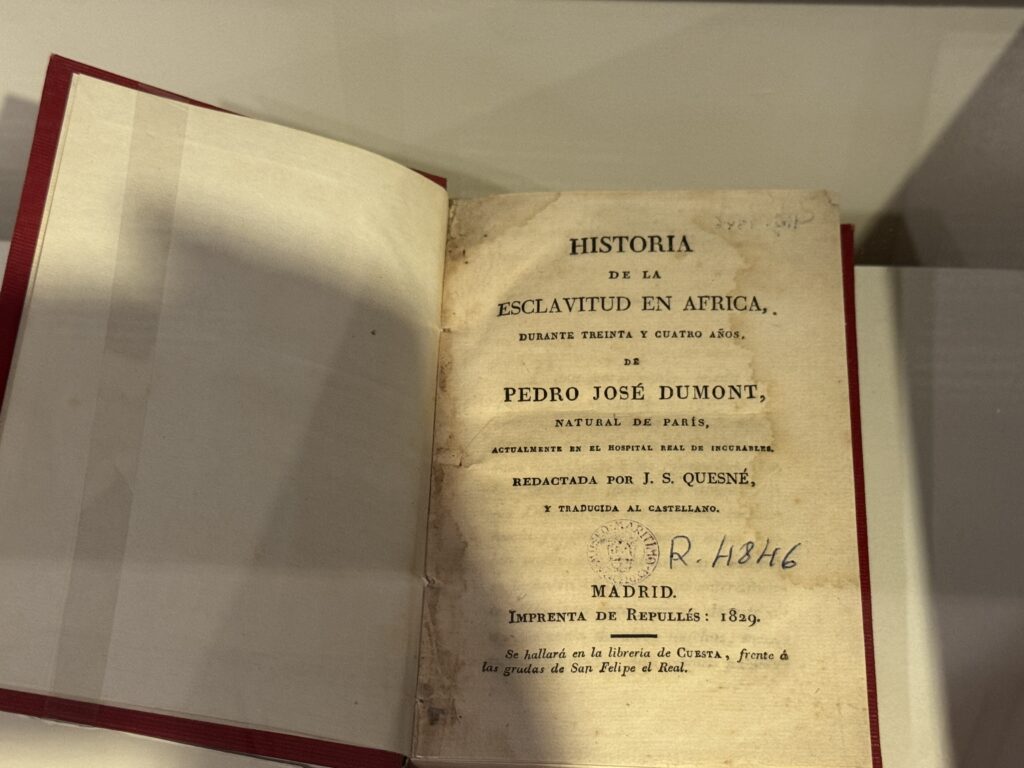 HISTORIA
DE LA
ESCLAVITUD EN AFRICA,
DURANTE TREINTA Y CUATRO AÑOS,
DE
PEDRO JOSÉ DUMONT,
NATURAL DE PARÍS,
ACTUALMENTE EN EL HOSPITAL REAL DE INCURABLES.
REDACTADA POR J. S. QUESNÉ,
Y TRADUCIDA AL CASTELLANO.
MARITIMO
R. 4846
MADRID.
IMPRENTA DE REPULLÉS: 1829.
Se hallará en la libreria de CUESTA, frente á
las gradas de San Felipe el Real.